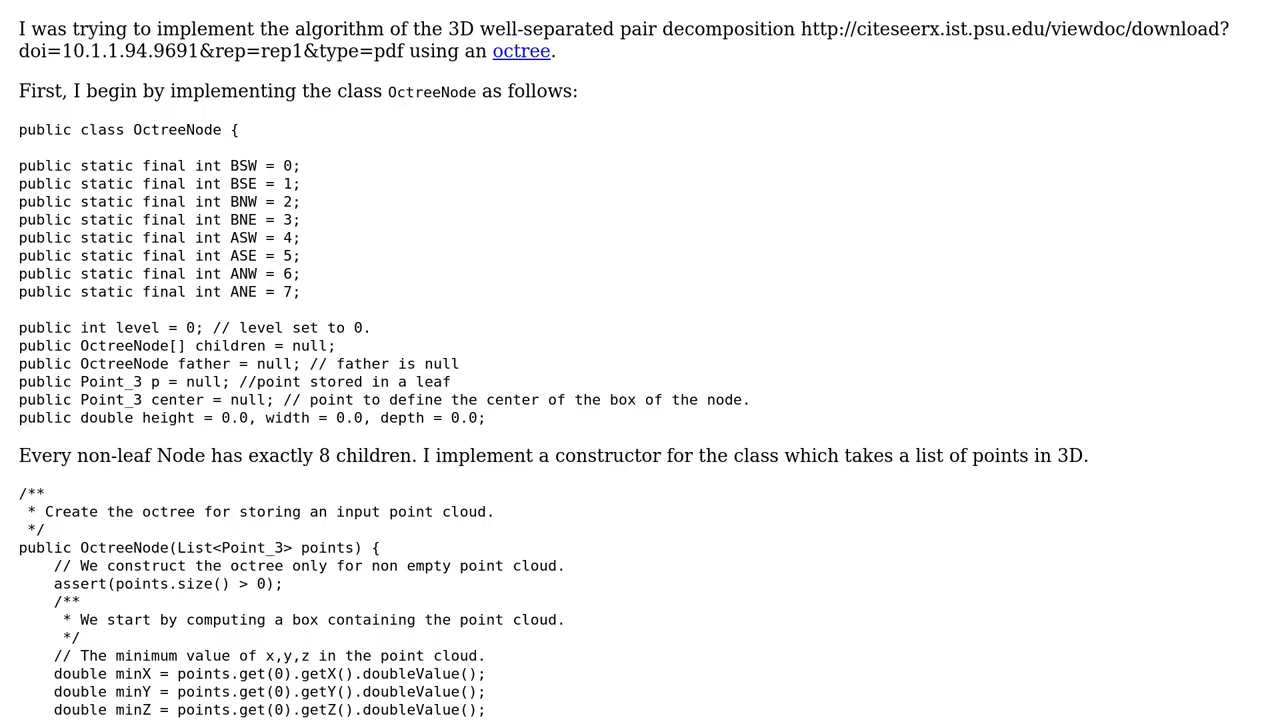 I was trying to implement the algorithm of the 3D well-separated pair decomposition http://citeseerx.ist.psu.edu/viewdoc/download?
doi=10.1.1.94.9691&rep=rep1&type=pdf using an octree.
First, I begin by implementing the class OctreeNode as follows:
public class OctreeNode {
public static final int BSW = 0;
public static final int BSE = 1;
public static final int BNW = 2;
public static final int BNE = 3;
public static final int ASW = 4;
public static final int ASE = 5;
public static final int ANW = 6;
public static final int ANE = 7;
public int level = 0; // level set to 0.
public OctreeNode[] children = null;
public OctreeNode father = null; // father is null
public Point_3 p = null; //point stored in a leaf
public Point_3 center = null; // point to define the center of the box of the node.
public double height = 0.0, width = 0.0, depth = 0.0;
Every non-leaf Node has exactly 8 children. I implement a constructor for the class which takes a list of points in 3D.
/**
 * Create the octree for storing an input point cloud.
 */
public OctreeNode(List<Point_3> points) {
    // We construct the octree only for non empty point cloud.
    assert(points.size() > 0);
    /**
     * We start by computing a box containing the point cloud.
     */
    // The minimum value of x,y,z in the point cloud.
    double minX = points.get(0).getX().doubleValue();
    double minY = points.get(0).getY().doubleValue();
    double minZ = points.get(0).getZ().doubleValue();